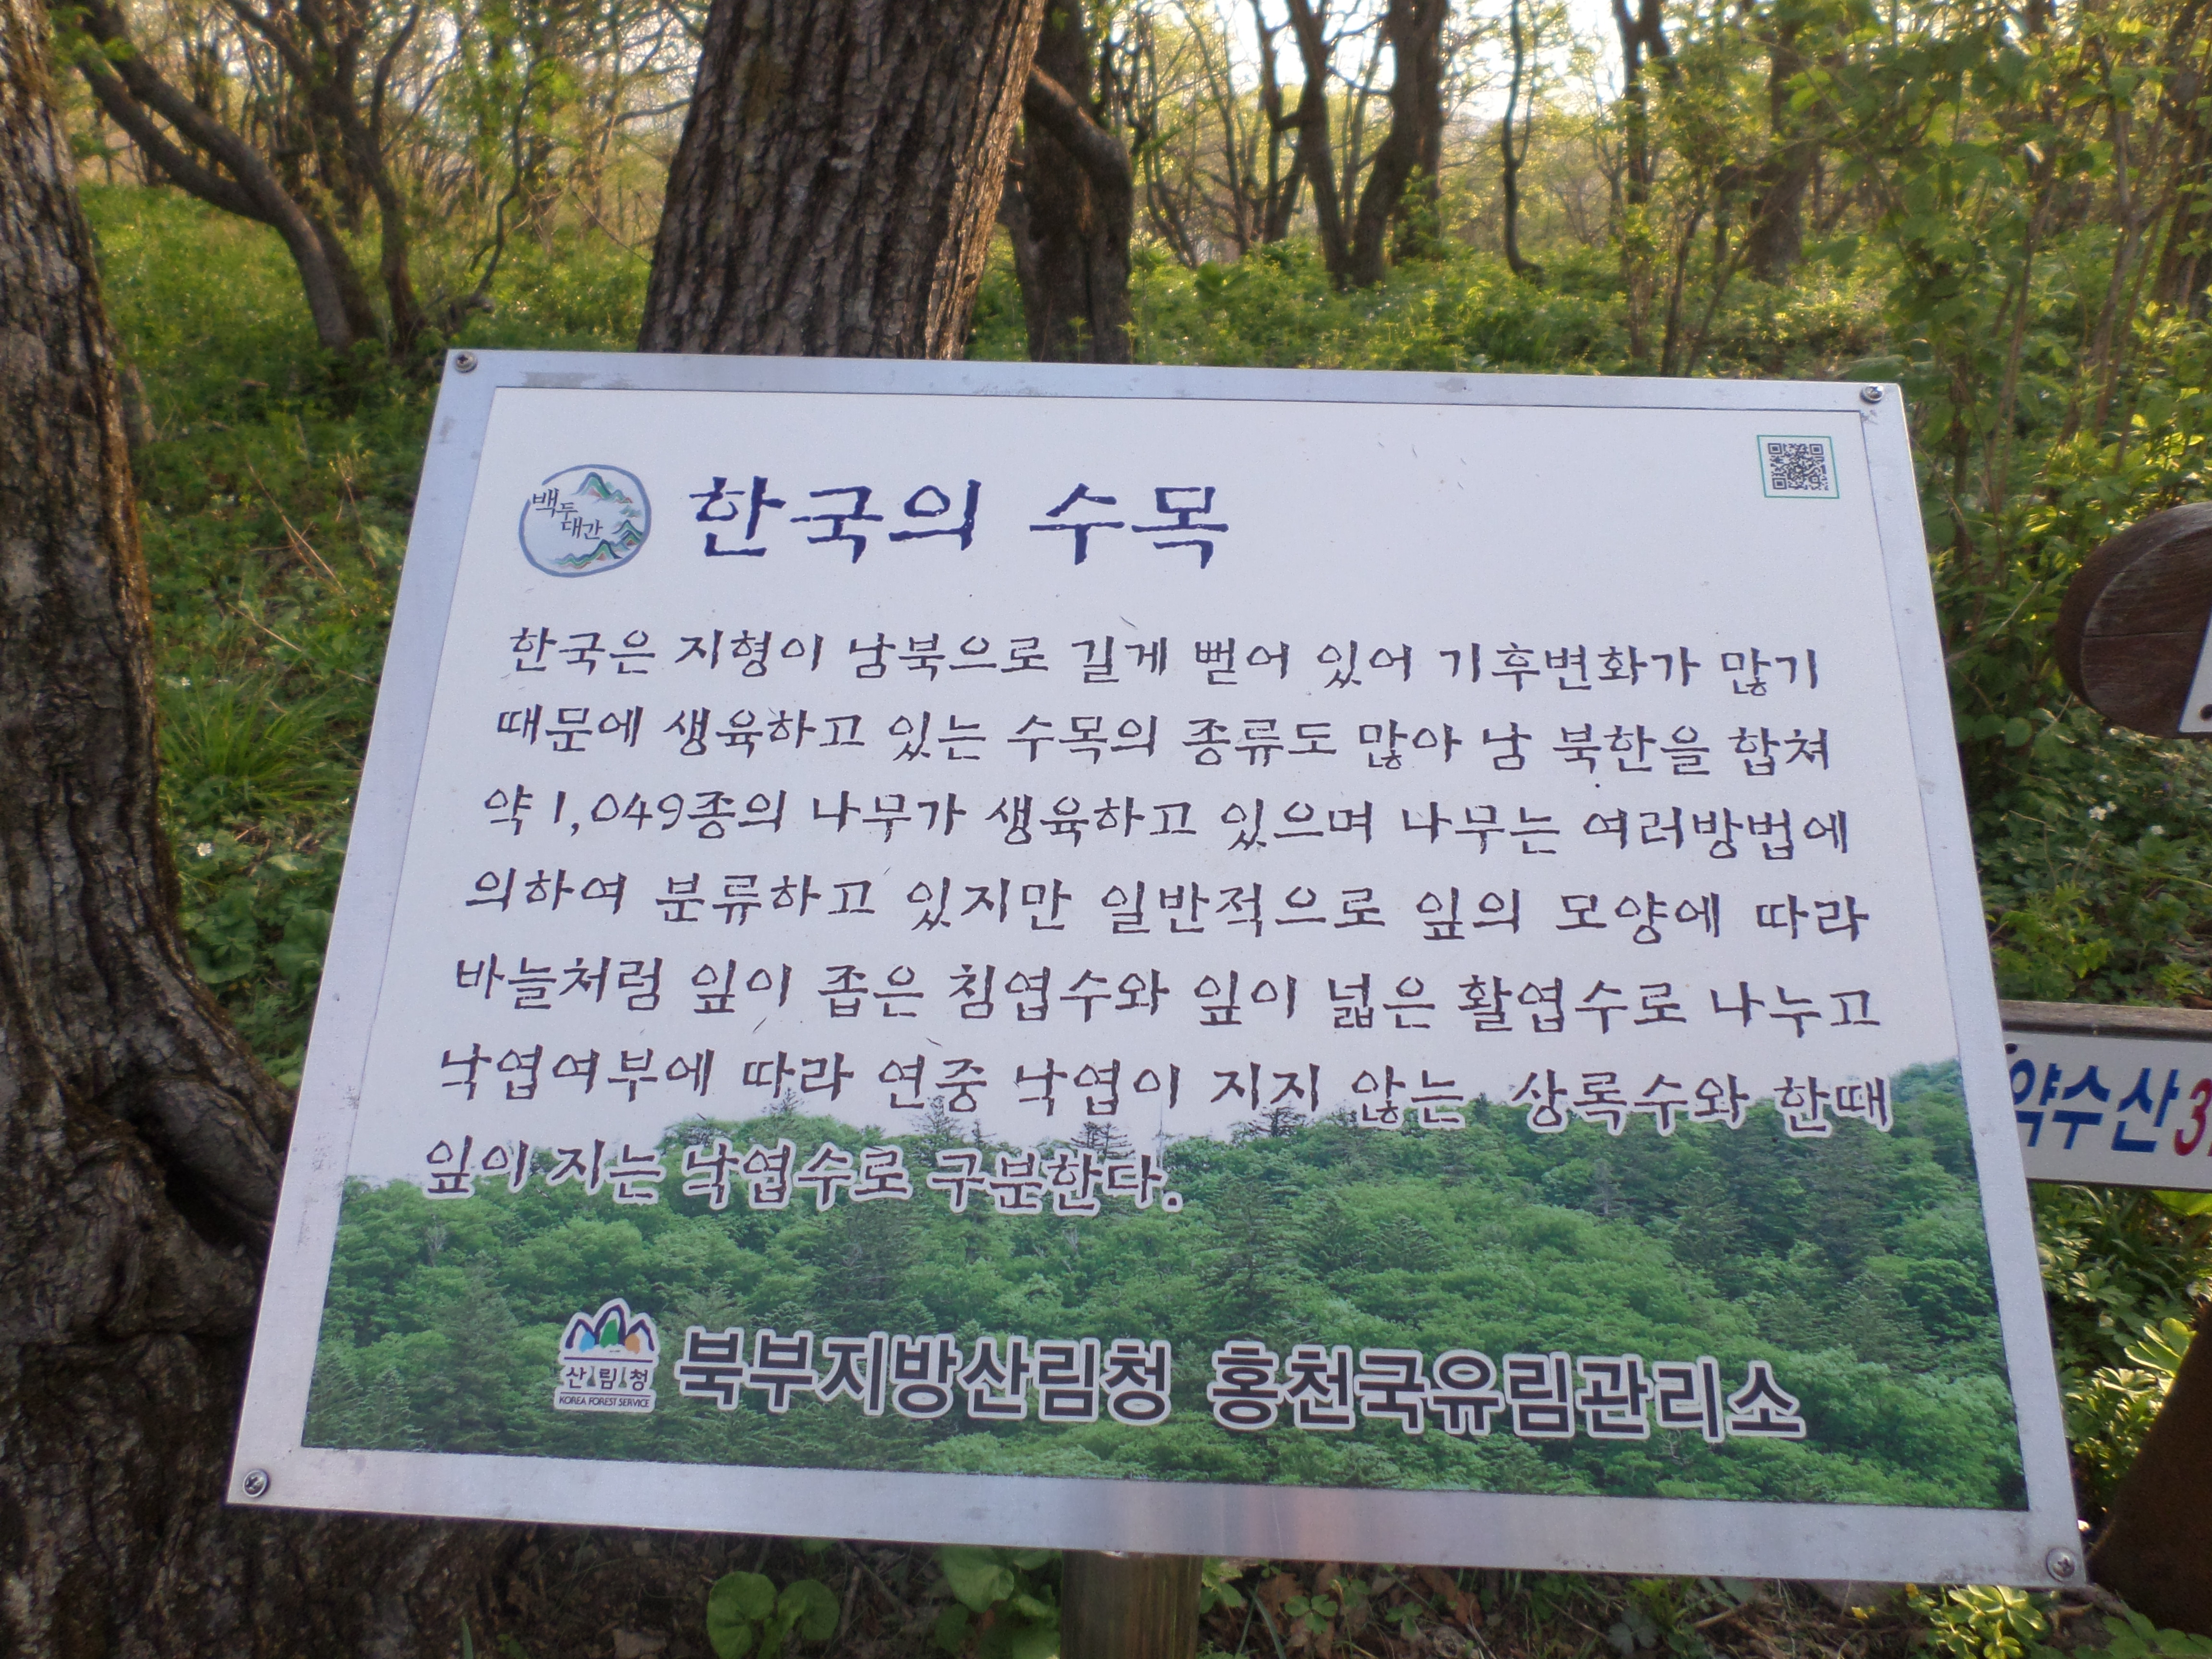 백두
대간
한국의 수목
한국은 지형이 남북으로 길게 뻗어 있어 기후변화가 많기
때문에 생육하고 있는 수목의 종류도 많아 남 북한을 합쳐
약 1,049종의 나무가 생육하고 있으며 나무는 여러방법에
의하여 분류하고 있지만 일반적으로 잎의 모양에 따라
바늘처럼 잎이 좁은 침엽수와 잎이 넓은 활엽수로 나누고
낙엽여부에 따라 연중 낙엽이 지지 않는 상록수와 한때
잎이 지는 낙엽수로 구분한다.
산림청
KOREA FOREST SERVICE
북부지방산림청 홍천국유림관리소
약수산 3